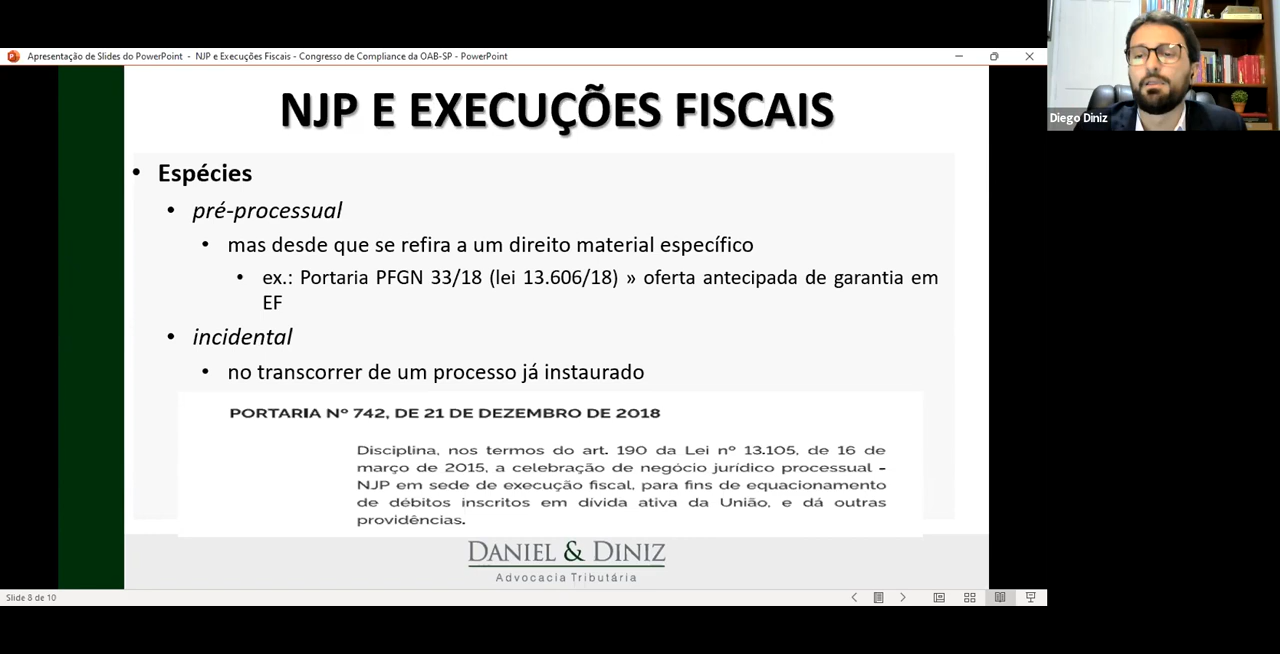 Apresentação de Slides do PowerPoint - NJP e Execuções Fiscais - Congresso de Compliance da OAB-SP - PowerPoint
Diego Diniz
NJP E EXECUÇÕES FISCAIS
• Espécies
• pré-processual
• mas desde que se refira a um direito material específico
• ex.: Portaria PFGN 33/18 (lei 13.606/18) » oferta antecipada de garantia em
EF
• incidental
• no transcorrer de um processo já instaurado
PORTARIA Nº 742, DE 21 DE DEZEMBRO DE 2018
Disciplina, nos termos do art. 190 da Lei nº 13.105, de 16 de
março de 2015, a celebração de negócio jurídico processual -
NJP em sede de execução fiscal, para fins de equacionamento
de débitos inscritos em dívida ativa da União, e dá outras
providências.
DANIEL & DINIZ
Advocacia Tributária
Slide 8 de 10